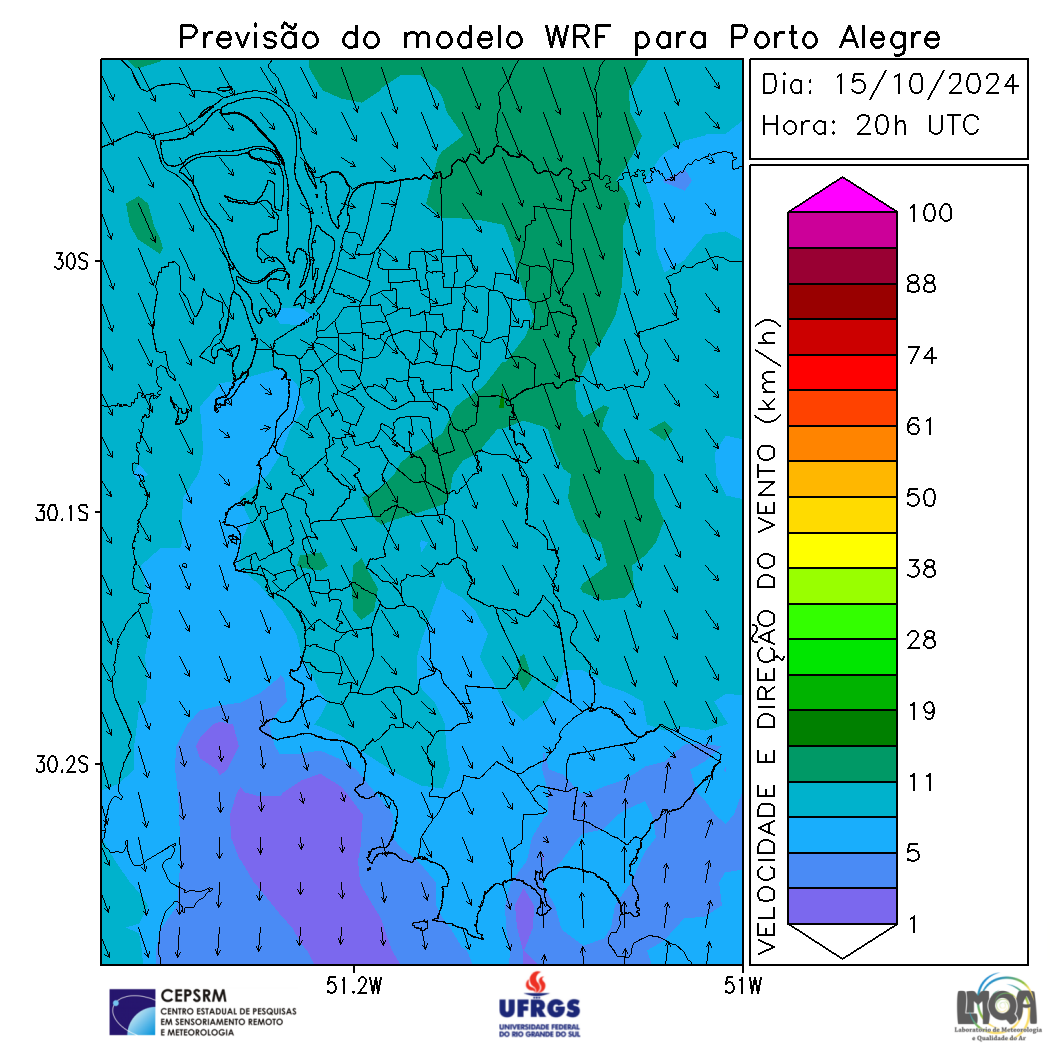 Previsão do modelo WRF para Porto Alegre
Dia: 15/10/2024
Hora: 20h UTC
30S
30.1S
30.2S
51.2W
51W
VELOCIDADE E DIREÇÃO DO VENTO (km/h)
100
88
74
61
50
38
28
19
11
5
1
CEPSRM
CENTRO ESTADUAL DE PESQUISAS
EM SENSORIAMENTO REMOTO
E METEOROLOGIA
UFRGS
UNIVERSIDADE FEDERAL
DO RIO GRANDE DO SUL
LMQA
Laboratório de Meteorologia
e Qualidade do Ar